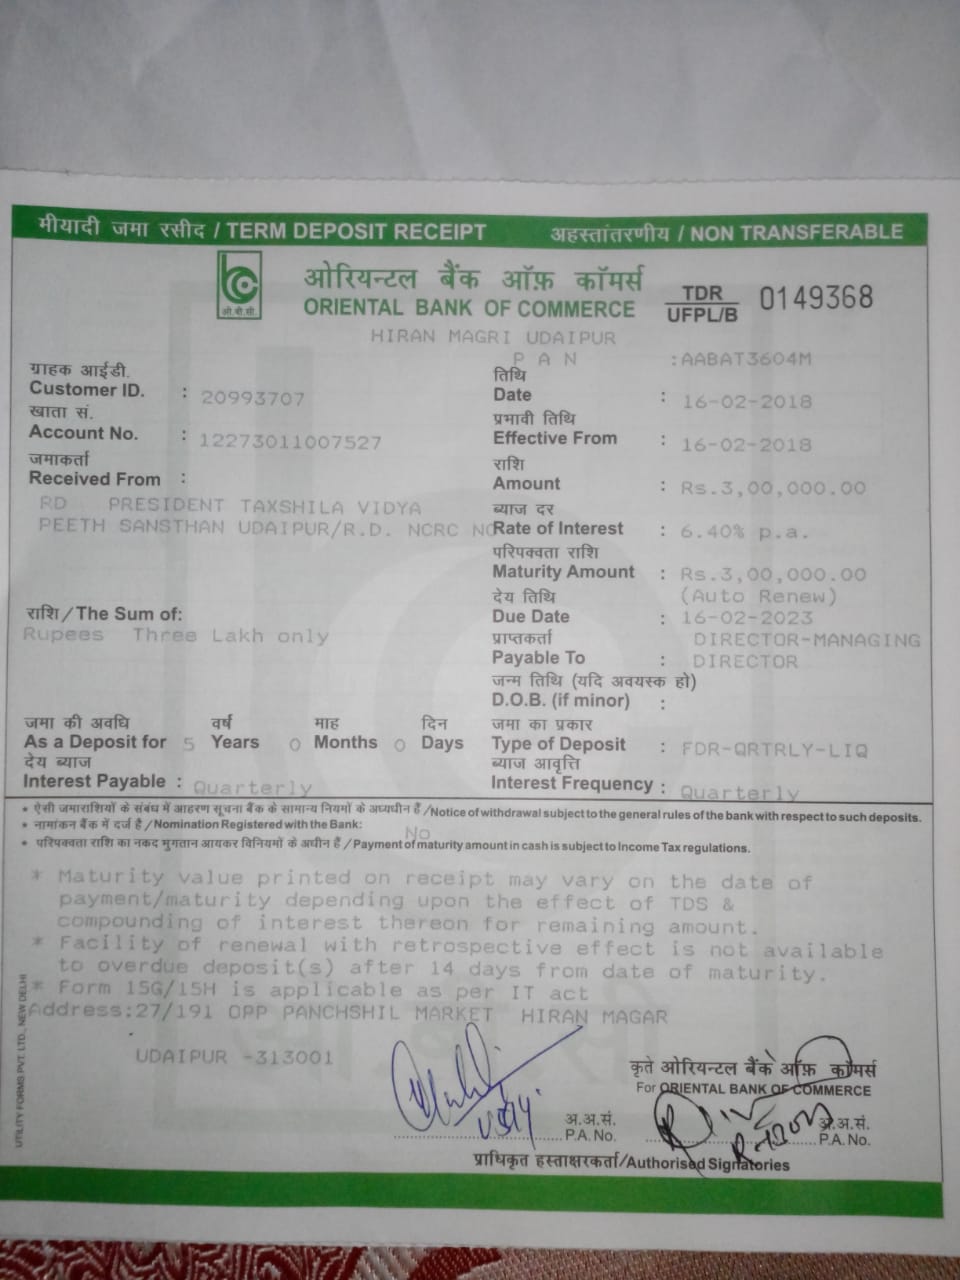 मीयादी जमा रसीद / TERM DEPOSIT RECEIPT अहस्तांतरणीय / NON TRANSFERABLE
ओ.बी.सी.
ओरियन्टल बैंक ऑफ़ कॉमर्स
ORIENTAL BANK OF COMMERCE
TDR
UFPL/B 0149368
HIRAN MAGRI UDAIPUR
P A N :AABAT3604M
ग्राहक आईडी.
Customer ID. : 20993707
तिथि
Date : 16-02-2018
खाता सं.
Account No. : 12273011007527
प्रभावी तिथि
Effective From : 16-02-2018
जमाकर्ता
Received From :
RD PRESIDENT TAXSHILA VIDYA
PEETH SANSTHAN UDAIPUR/R.D. NCRC NO
राशि
Amount : Rs.3,00,000.00
ब्याज दर
Rate of Interest : 6.40% p.a.
परिपक्वता राशि
Maturity Amount : Rs.3,00,000.00
(Auto Renew)
राशि / The Sum of:
Rupees Three Lakh only
देय तिथि
Due Date : 16-02-2023
प्राप्तकर्ता
Payable To : DIRECTOR-MANAGING
DIRECTOR
जन्म तिथि (यदि अवयस्क हो)
D.O.B. (if minor) :
जमा की अवधि वर्ष माह दिन
As a Deposit for 5 Years 0 Months 0 Days
जमा का प्रकार
Type of Deposit : FDR-QRTRLY-LIQ
देय ब्याज
Interest Payable : Quarterly
ब्याज आवृत्ति
Interest Frequency : Quarterly
* ऐसी जमाराशियों के संबंध में आहरण सूचना बैंक के सामान्य नियमों के अध्यधीन हैं / Notice of withdrawal subject to the general rules of the bank with respect to such deposits.
* नामांकन बैंक में दर्ज है / Nomination Registered with the Bank: No
* परिपक्वता राशि का नकद भुगतान आयकर विनियमों के अधीन हैं / Payment of maturity amount in cash is subject to Income Tax regulations.
* Maturity value printed on receipt may vary on the date of
payment/maturity depending upon the effect of TDS &
compounding of interest thereon for remaining amount.
* Facility of renewal with retrospective effect is not available
to overdue deposit(s) after 14 days from date of maturity.
* Form 15G/15H is applicable as per IT act
Address:27/191 OPP PANCHSHIL MARKET HIRAN MAGAR
UDAIPUR -313001
UTILITY FORMS PVT. LTD., NEW DELHI
कृते ओरियन्टल बैंक ऑफ़ कॉमर्स
For ORIENTAL BANK OF COMMERCE
अ.अ.सं. अ.अ.सं.
P.A. No. P.A. No.
प्राधिकृत हस्ताक्षरकर्ता/Authorised Signatories